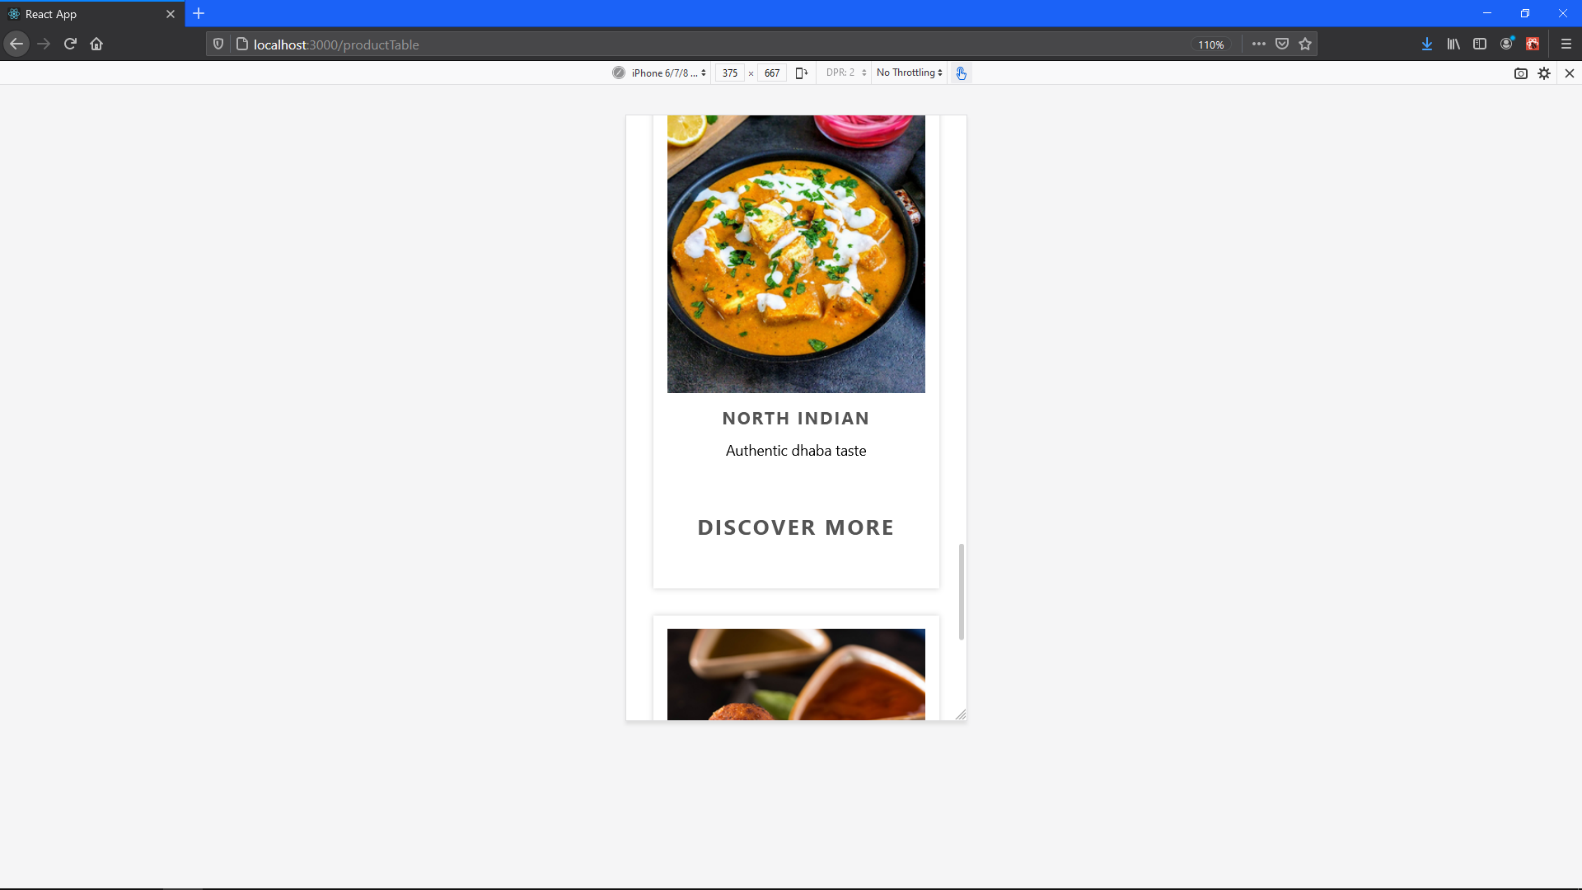 React App
localhost:3000/productTable
110%
iPhone 6/7/8 ...
375 × 667
DPR: 2
No Throttling
NORTH INDIAN
Authentic dhaba taste
DISCOVER MORE